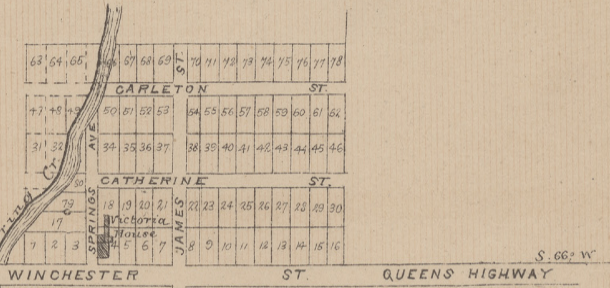 63 64 65 66 67 68 69 ST. 70 71 72 73 74 75 76 77 78
CARLETON ST.
47 48 49 50 51 52 53 54 55 56 57 58 59 60 61 62
AVE
31 32 34 35 36 37 38 39 40 41 42 43 44 45 46
Cr
CATHERINE ST.
SPRINGS
JAMES
18 19 20 21 22 23 24 25 26 27 28 29 30
17
Victoria
House
1 2 3 4 5 6 7 8 9 10 11 12 13 14 15 16
S. 66? W
WINCHESTER ST. QUEENS HIGHWAY